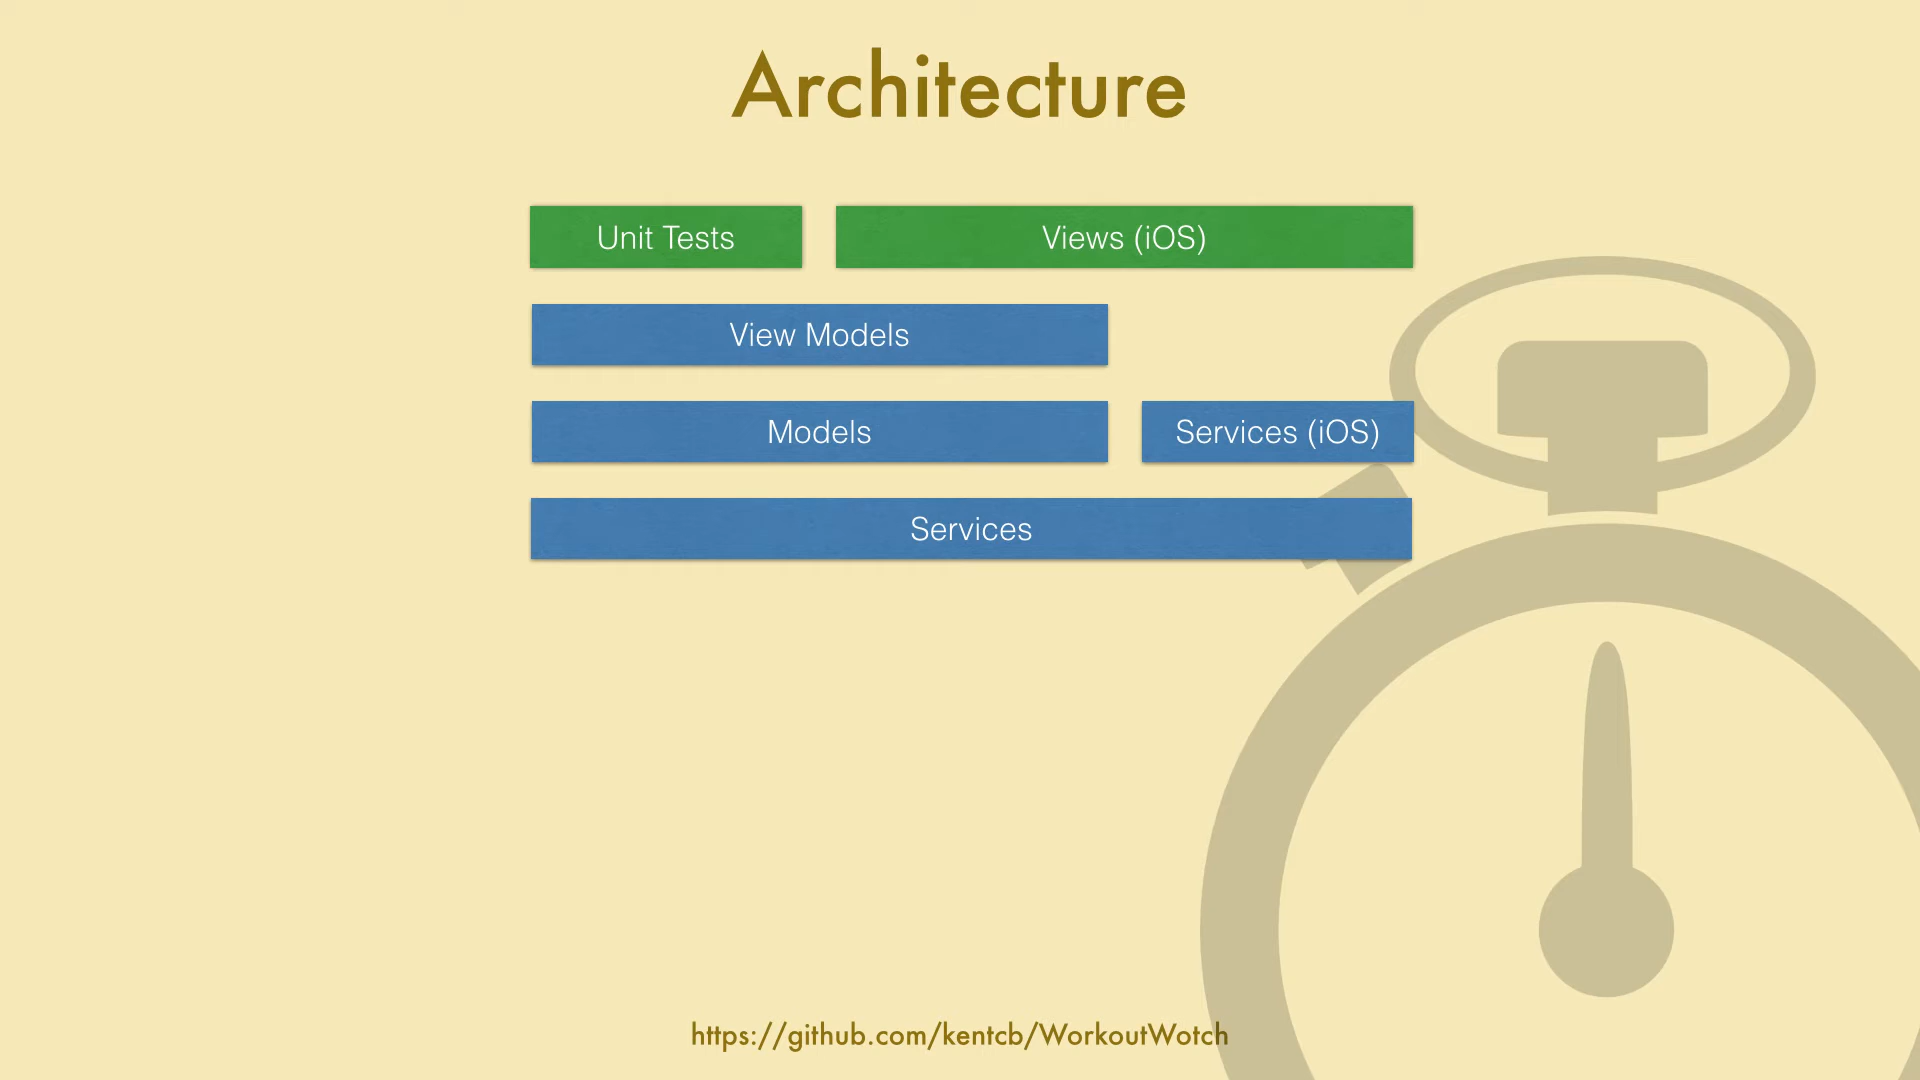 Architecture
Unit Tests
Views (iOS)
View Models
Models
Services (iOS)
Services
https://github.com/kentcb/WorkoutWotch